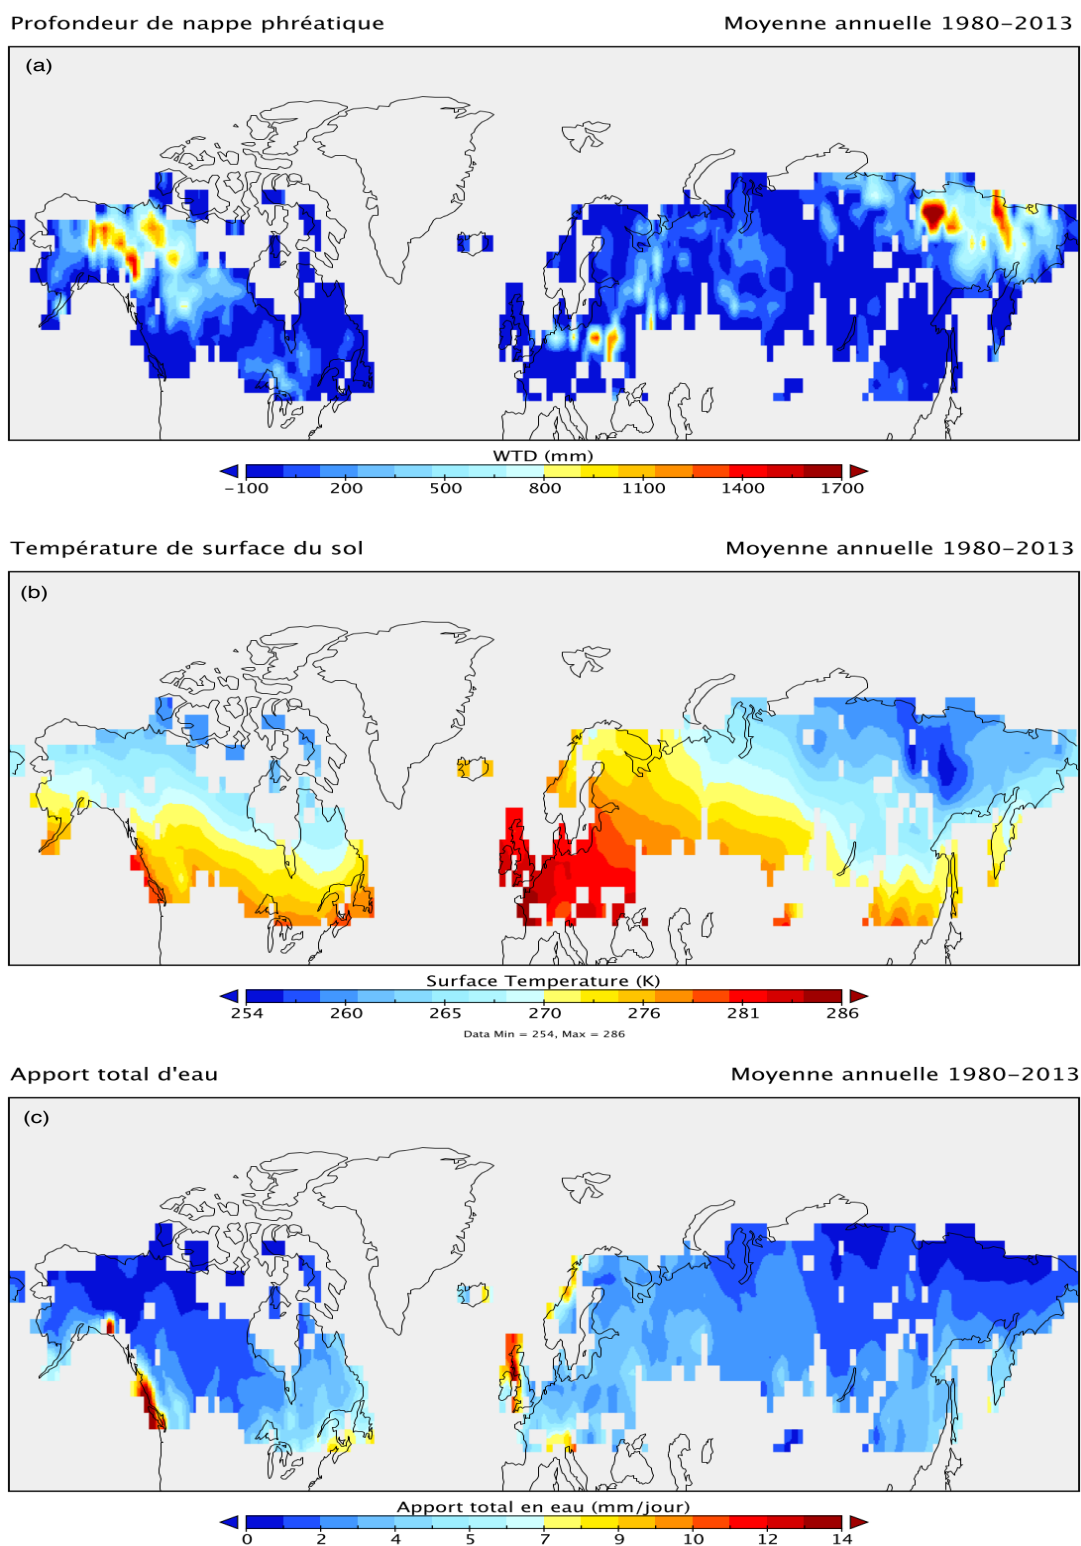 Profondeur de nappe phréatique Moyenne annuelle 1980–2013
(a)
WTD (mm)
−100 200 500 800 1100 1400 1700
Température de surface du sol Moyenne annuelle 1980–2013
(b)
Surface Temperature (K)
254 260 265 270 276 281 286
Data Min = 254, Max = 286
Apport total d'eau Moyenne annuelle 1980–2013
(c)
Apport total en eau (mm/jour)
0 2 4 5 7 9 10 12 14